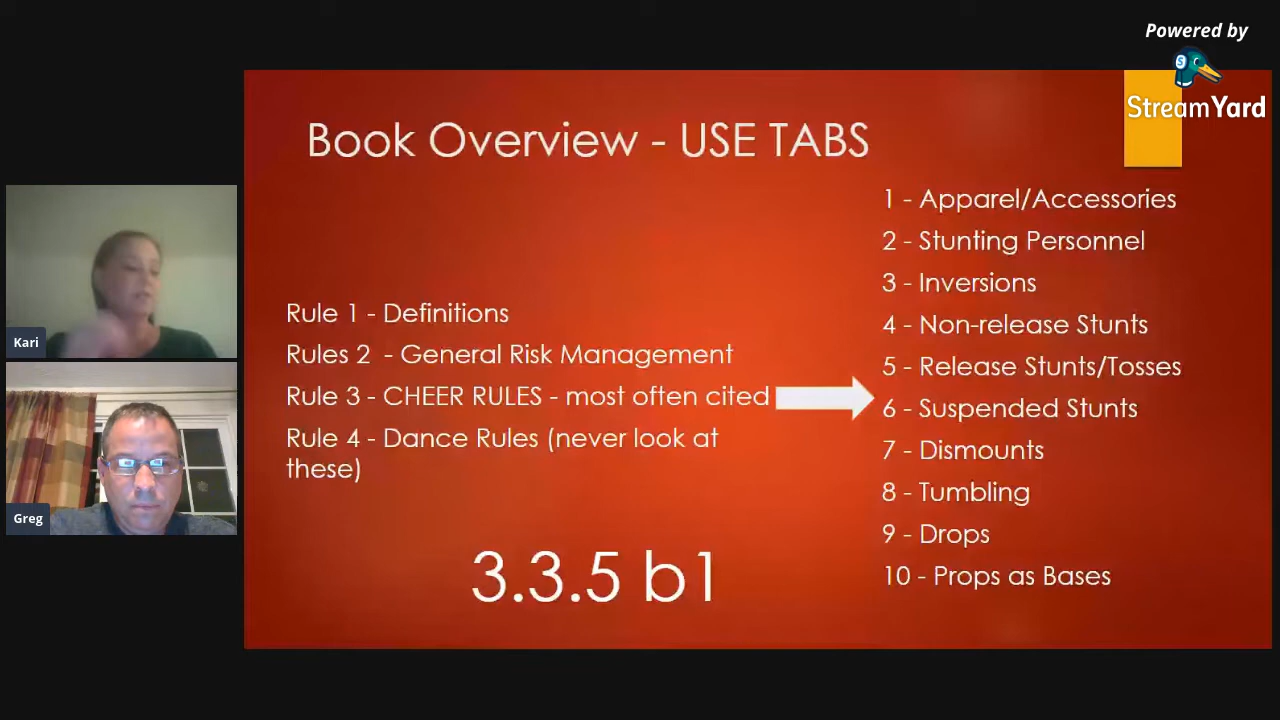 Powered by
StreamYard
Book Overview - USE TABS
Rule 1 - Definitions
Rules 2 - General Risk Management
Rule 3 - CHEER RULES - most often cited
Rule 4 - Dance Rules (never look at
these)
3.3.5 b1
1 - Apparel/Accessories
2 - Stunting Personnel
3 - Inversions
4 - Non-release Stunts
5 - Release Stunts/Tosses
6 - Suspended Stunts
7 - Dismounts
8 - Tumbling
9 - Drops
10 - Props as Bases
Kari
Greg